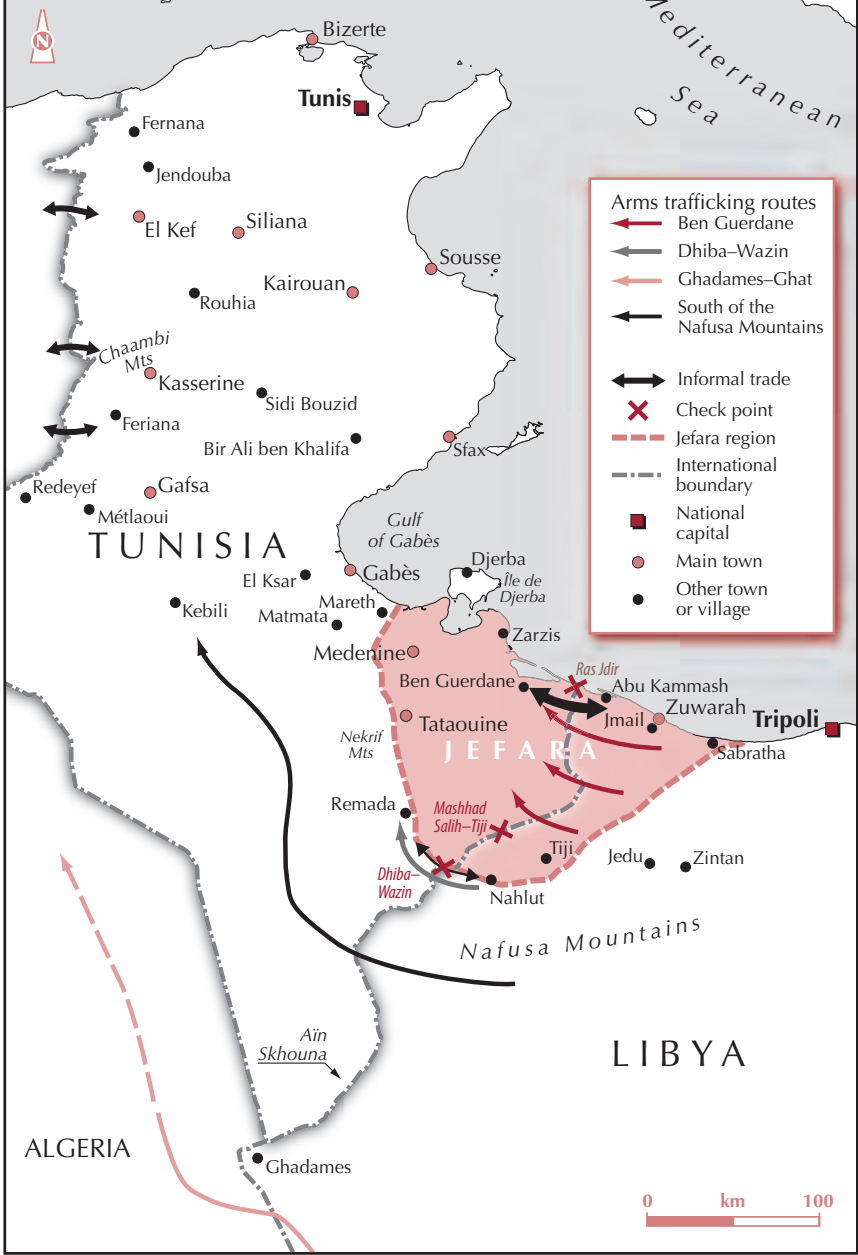 N
Bizerte
Mediterranean
Sea
Tunis
Fernana
Jendouba
El Kef
Siliana
Sousse
Kairouan
Rouhia
Chaambi
Mts
Kasserine
Sidi Bouzid
Feriana
Bir Ali ben Khalifa
Sfax
Redeyef
Gafsa
Métlaoui
TUNISIA
Gulf
of Gabès
Gabès
El Ksar
Djerba
Île de
Djerba
Kebili
Mareth
Matmata
Zarzis
Medenine
Ben Guerdane
Ras Jdir
Abu Kammash
Zuwarah
Jmail
Tripoli
Tataouine
Nekrif
Mts
JEFARA
Sabratha
Remada
Mashhad
Salih–Tiji
Tiji
Jedu
Zintan
Dhiba–
Wazin
Nahlut
Nafusa Mountains
Aïn
Skhouna
LIBYA
ALGERIA
Ghadames
0 km 100
Arms trafficking routes
Ben Guerdane
Dhiba–Wazin
Ghadames–Ghat
South of the
Nafusa Mountains
Informal trade
Check point
Jefara region
International
boundary
National
capital
Main town
Other town
or village